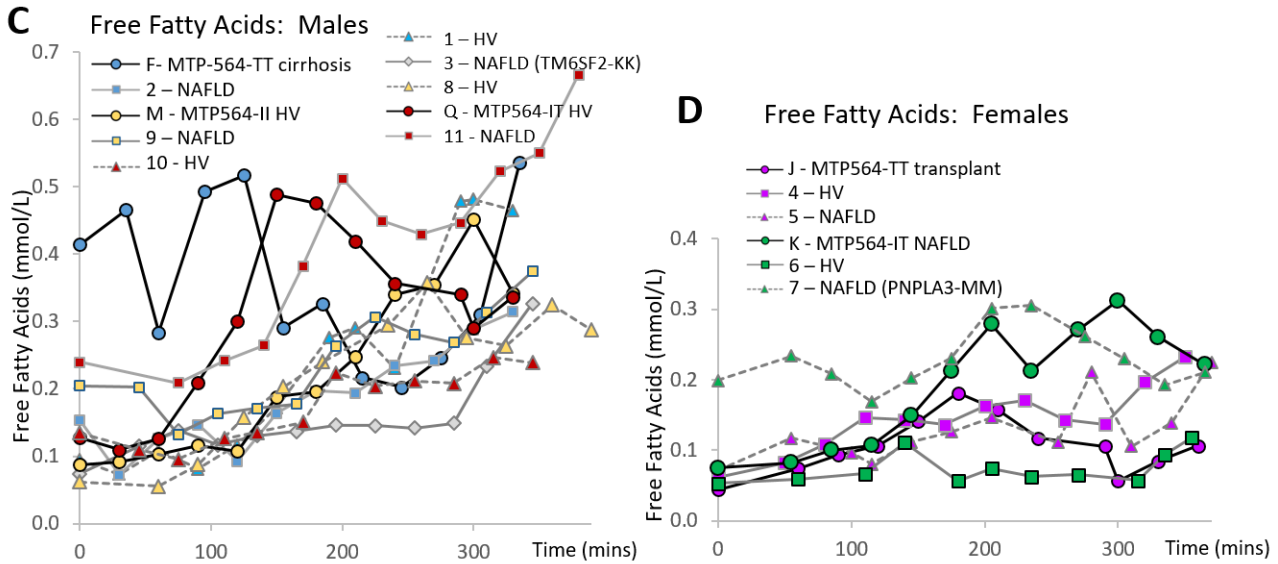 C
Free Fatty Acids: Males
F- MTP-564-TT cirrhosis
2 – NAFLD
M - MTP564-II HV
9 – NAFLD
10 - HV
1 – HV
3 – NAFLD (TM6SF2-KK)
8 – HV
Q - MTP564-IT HV
11 - NAFLD
Free Fatty Acids (mmol/L)
0.7
0.6
0.5
0.4
0.3
0.2
0.1
0.0
0
100
200
300
Time (mins)
D
Free Fatty Acids: Females
J - MTP564-TT transplant
4 – HV
5 – NAFLD
K - MTP564-IT NAFLD
6 – HV
7 – NAFLD (PNPLA3-MM)
Free Fatty Acids (mmol/L)
0.4
0.3
0.2
0.1
0.0
0
100
200
300
Time (mins)